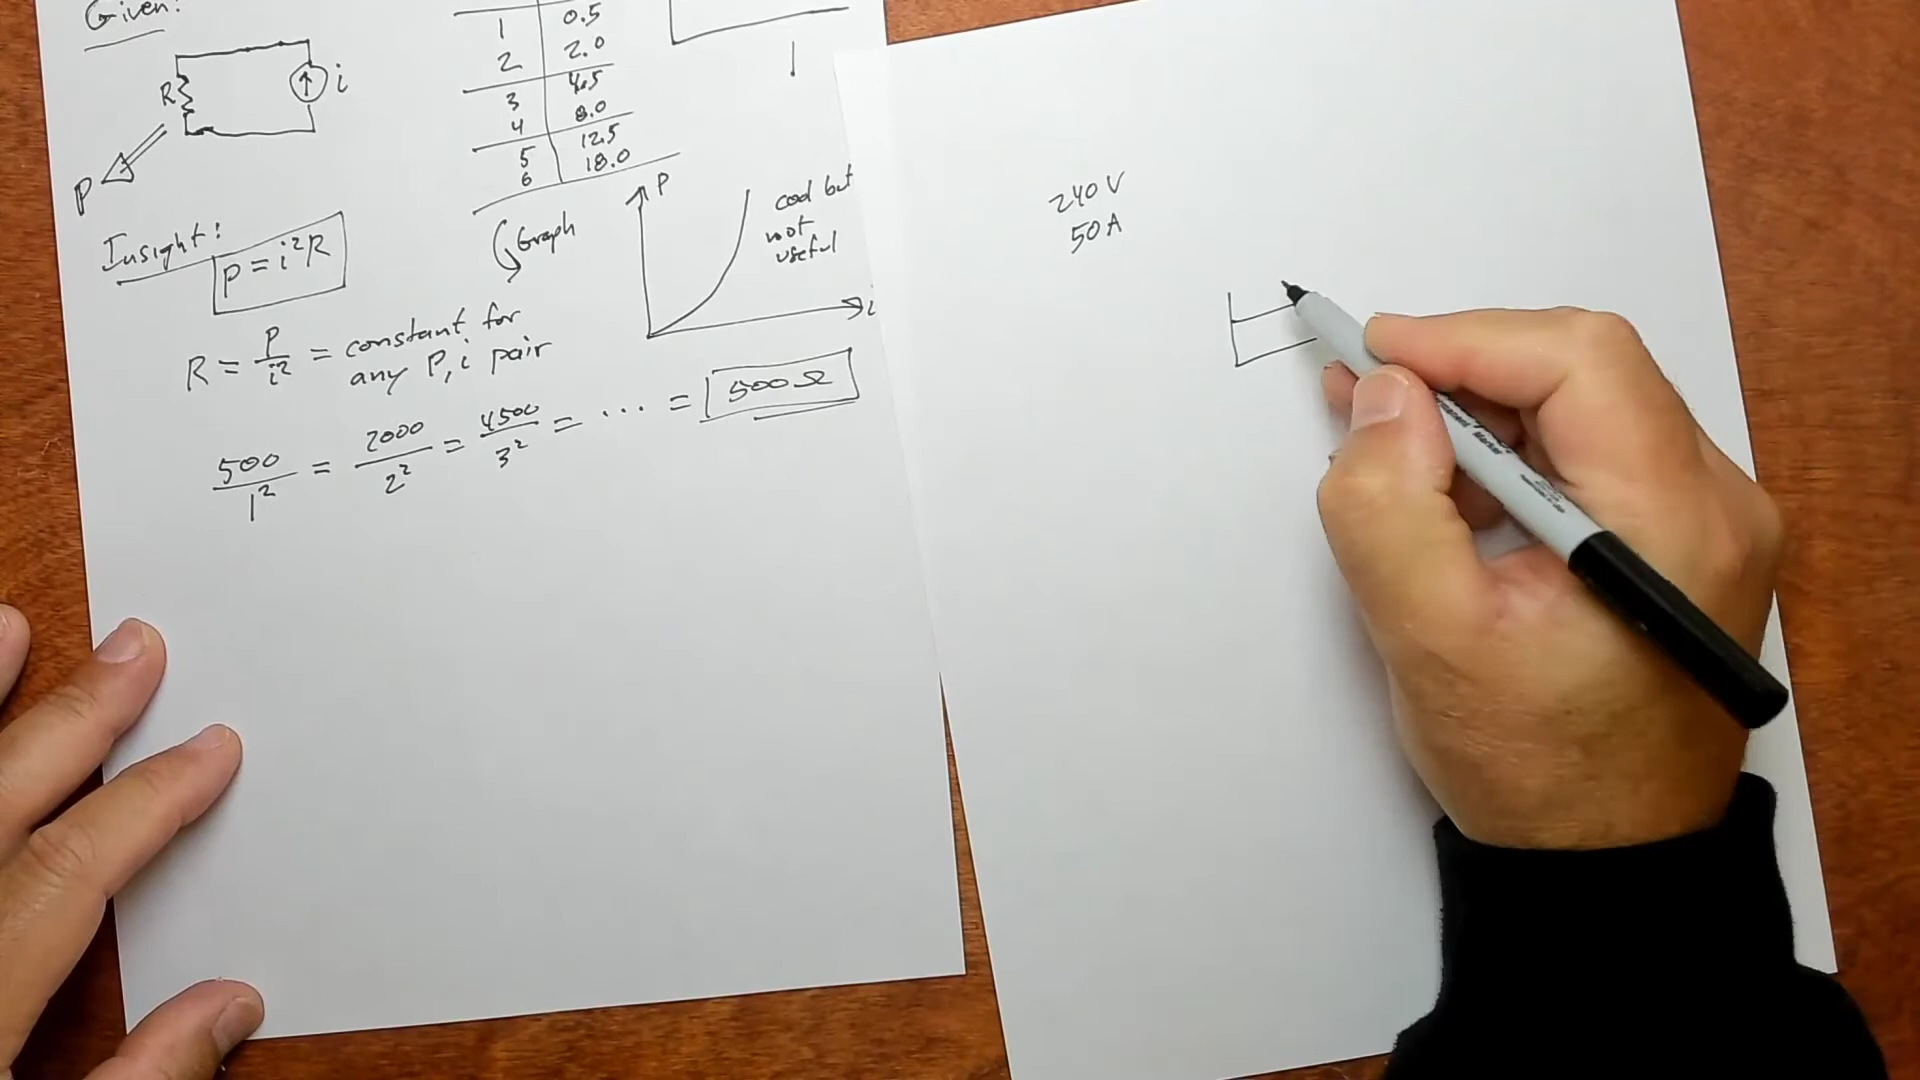 Given:
R
i
P
Insight:
P = i²R
R = P/i² = constant for
any P, i pair
500/1² = 2000/2² = 4500/3² = ... = 500Ω
1 0.5
2 2.0
3 4.5
4 8.0
5 12.5
6 18.0
Graph
P
i
cool but
not
useful
240 V
50 A